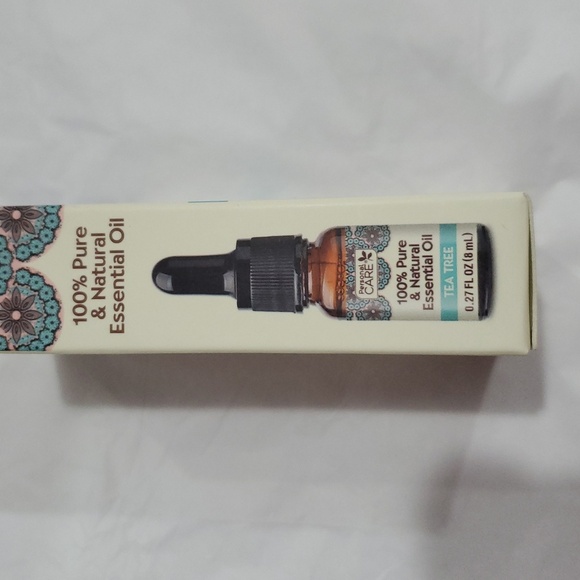 100% Pure
& Natural
Essential Oil
Personal
CARE
100% Pure
& Natural
Essential Oil
TEA TREE
0.27 FL OZ (8 mL)